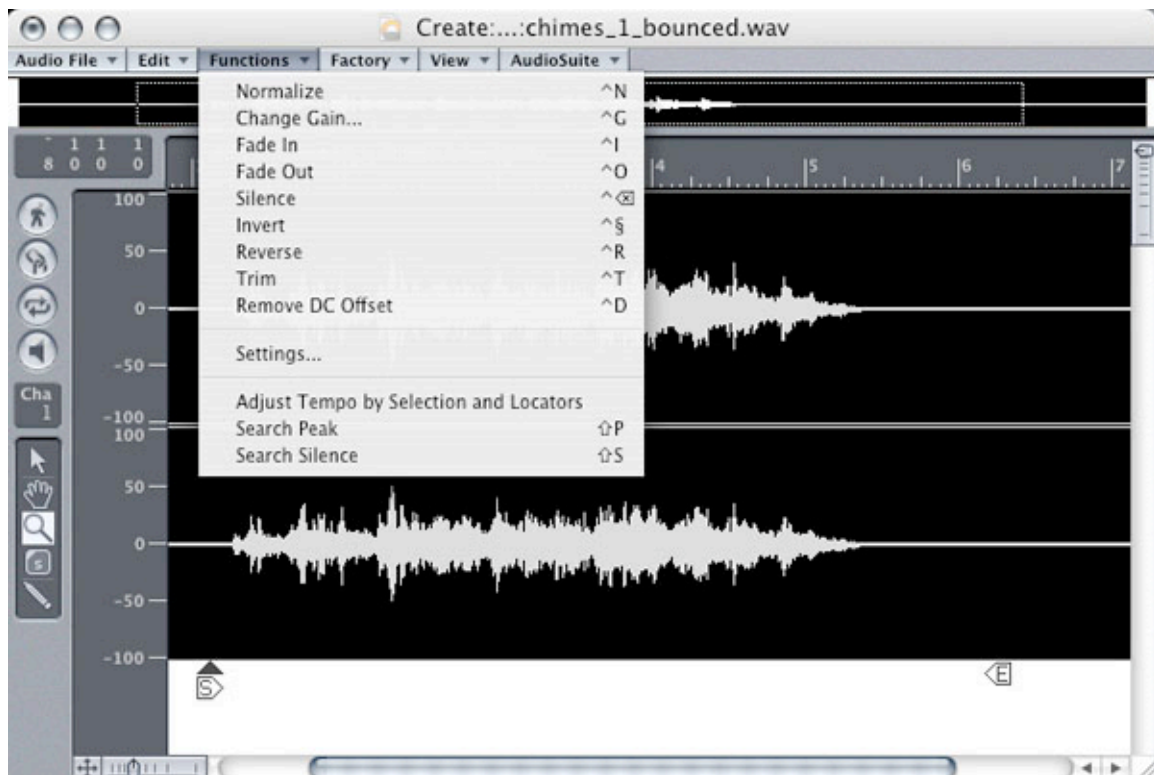 Create:...:chimes_1_bounced.wav
Audio File Edit Functions Factory View AudioSuite
Normalize ^N
Change Gain... ^G
Fade In ^I
Fade Out ^O
Silence ^⌫
Invert ^§
Reverse ^R
Trim ^T
Remove DC Offset ^D
Settings...
Adjust Tempo by Selection and Locators
Search Peak ⇧P
Search Silence ⇧S
- 1 1 1
8 0 0 0
4 5 6 7
Cha
1
100
50
0
-50
-100
100
50
0
-50
-100
S
S E